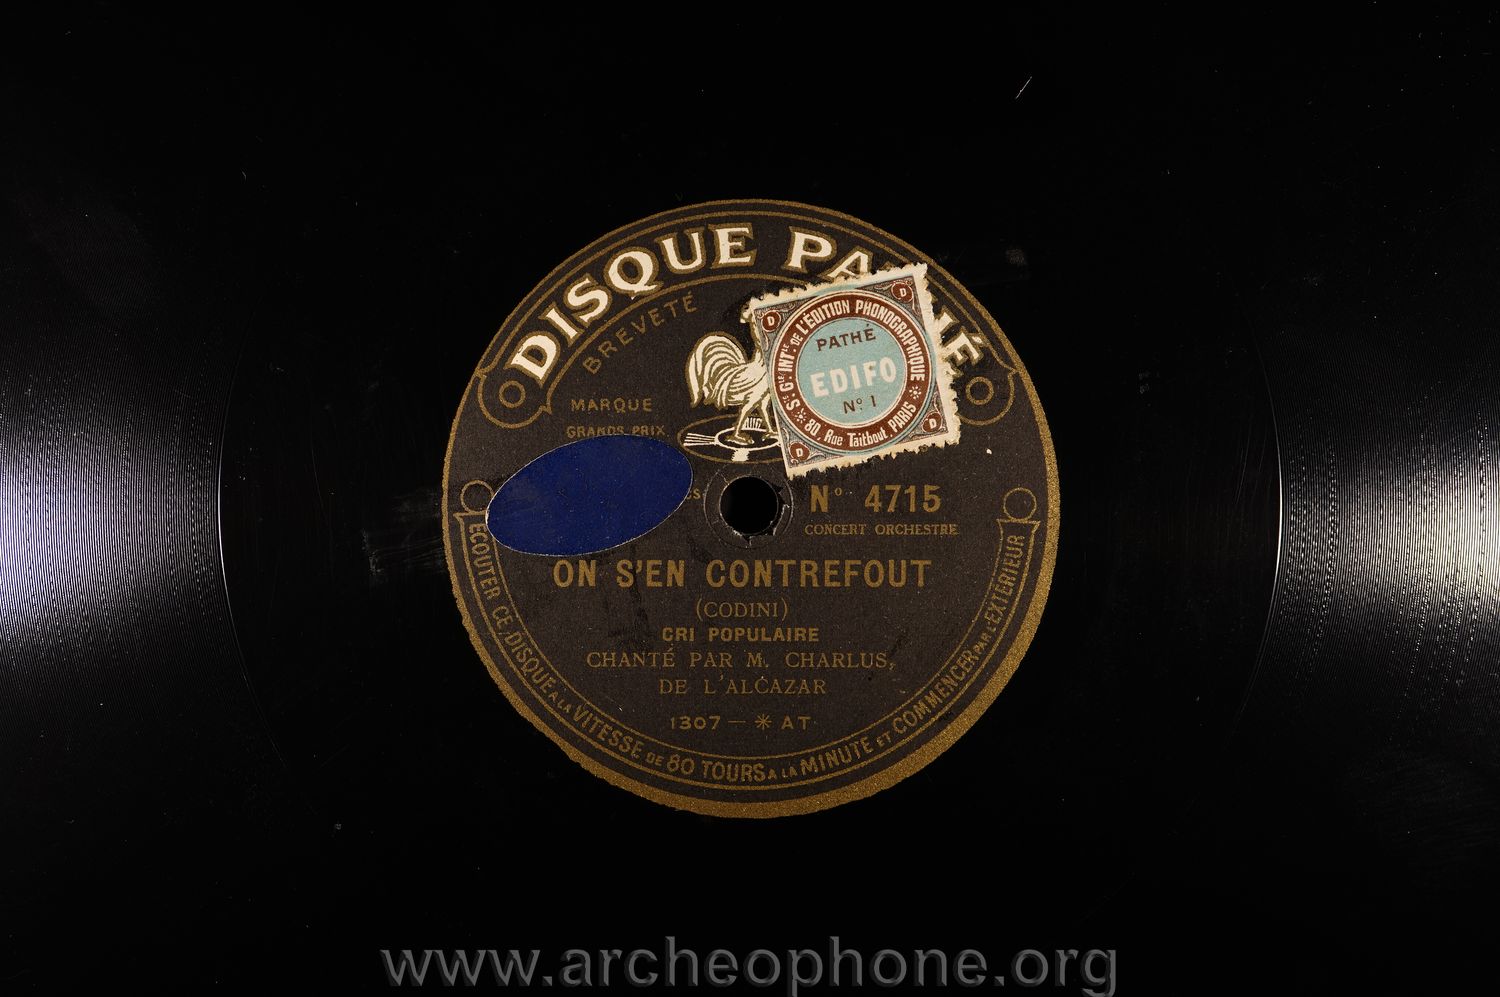 DISQUE PATHÉ
BREVETÉ
MARQUE
GRANDS PRIX
Sté Gle INTle DE L'ÉDITION PHONOGRAPHIQUE
PATHÉ
EDIFO
No 1
80, Rue Taitbout, PARIS
D
D
D
D
No 4715
CONCERT ORCHESTRE
ON S'EN CONTREFOUT
(CODINI)
CRI POPULAIRE
CHANTÉ PAR M. CHARLUS,
DE L'ALCAZAR
1307 — * AT
ECOUTER CE DISQUE A LA VITESSE DE 80 TOURS A LA MINUTE ET COMMENCER PAR L'EXTÉRIEUR
www.archeophone.org